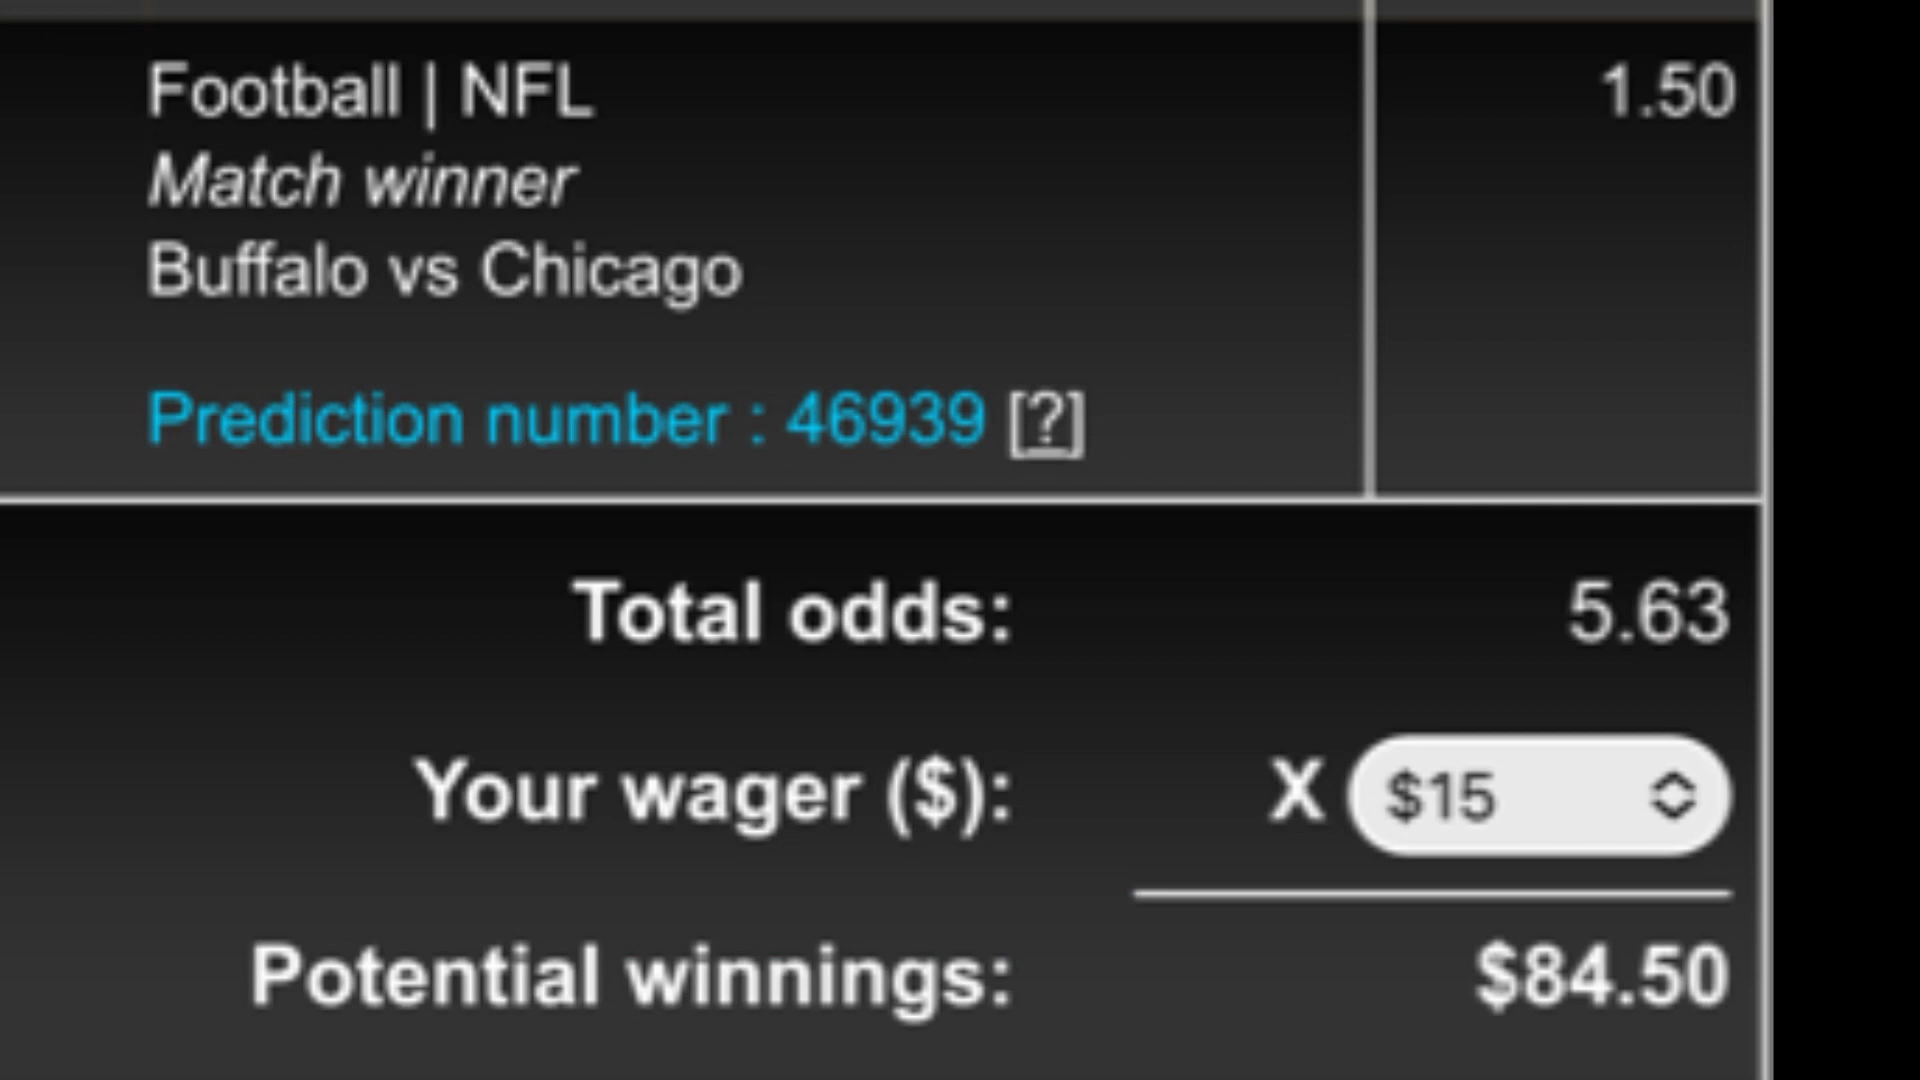 Football | NFL 1.50
Match winner
Buffalo vs Chicago
Prediction number : 46939 [?]
Total odds: 5.63
Your wager ($): X $15
Potential winnings: $84.50